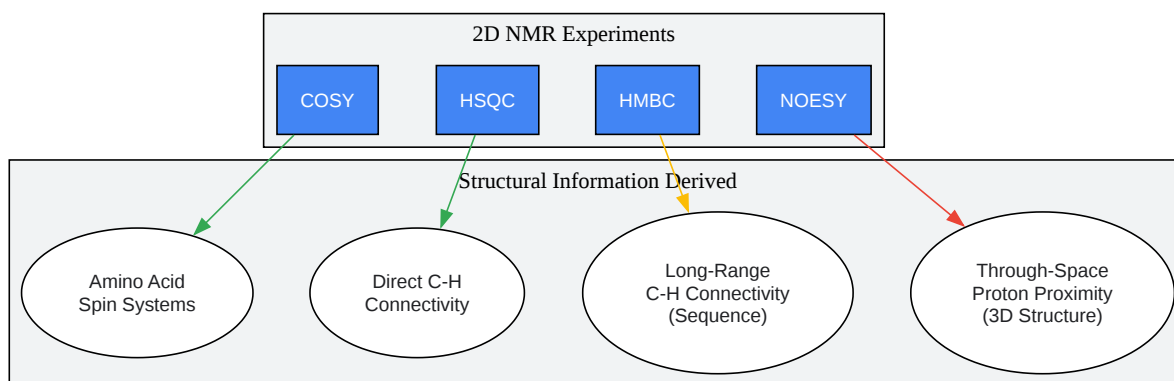 2D NMR Experiments
COSY
HSQC
HMBC
NOESY
Structural Information Derived
Amino Acid
Spin Systems
Direct C-H
Connectivity
Long-Range
C-H Connectivity
(Sequence)
Through-Space
Proton Proximity
(3D Structure)